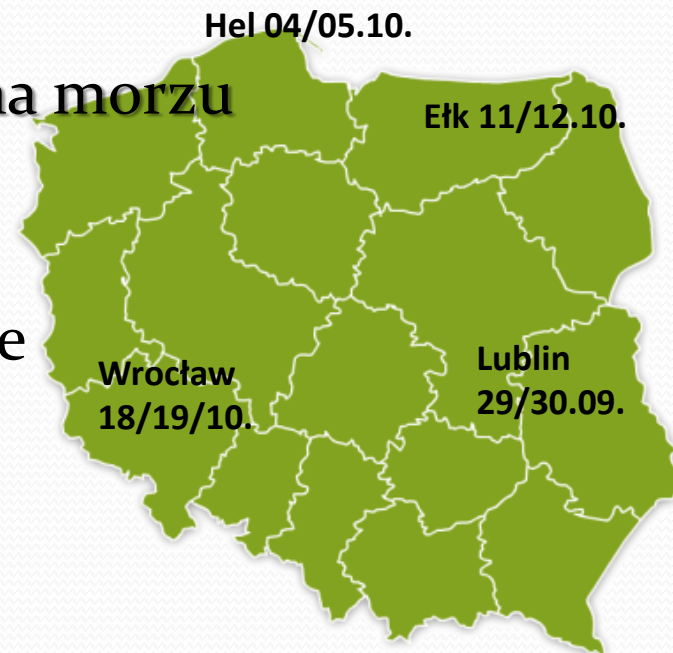 Hel 04/05.10.
na morzu
Ełk 11/12.10.
e
Wrocław
18/19/10.
Lublin
29/30.09.